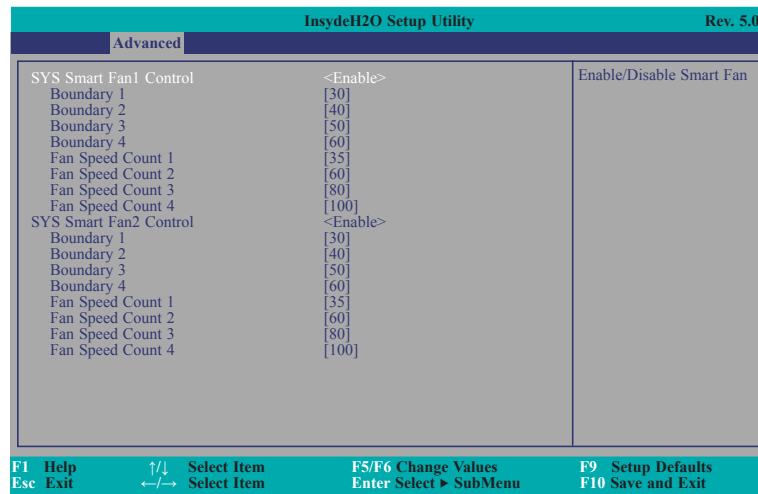 InsydeH2O Setup Utility Rev. 5.0
Advanced
SYS Smart Fan1 Control <Enable> Enable/Disable Smart Fan
Boundary 1 [30]
Boundary 2 [40]
Boundary 3 [50]
Boundary 4 [60]
Fan Speed Count 1 [35]
Fan Speed Count 2 [60]
Fan Speed Count 3 [80]
Fan Speed Count 4 [100]
SYS Smart Fan2 Control <Enable>
Boundary 1 [30]
Boundary 2 [40]
Boundary 3 [50]
Boundary 4 [60]
Fan Speed Count 1 [35]
Fan Speed Count 2 [60]
Fan Speed Count 3 [80]
Fan Speed Count 4 [100]
F1 Help ↑/↓ Select Item F5/F6 Change Values F9 Setup Defaults
Esc Exit ←/→ Select Item Enter Select ▶ SubMenu F10 Save and Exit